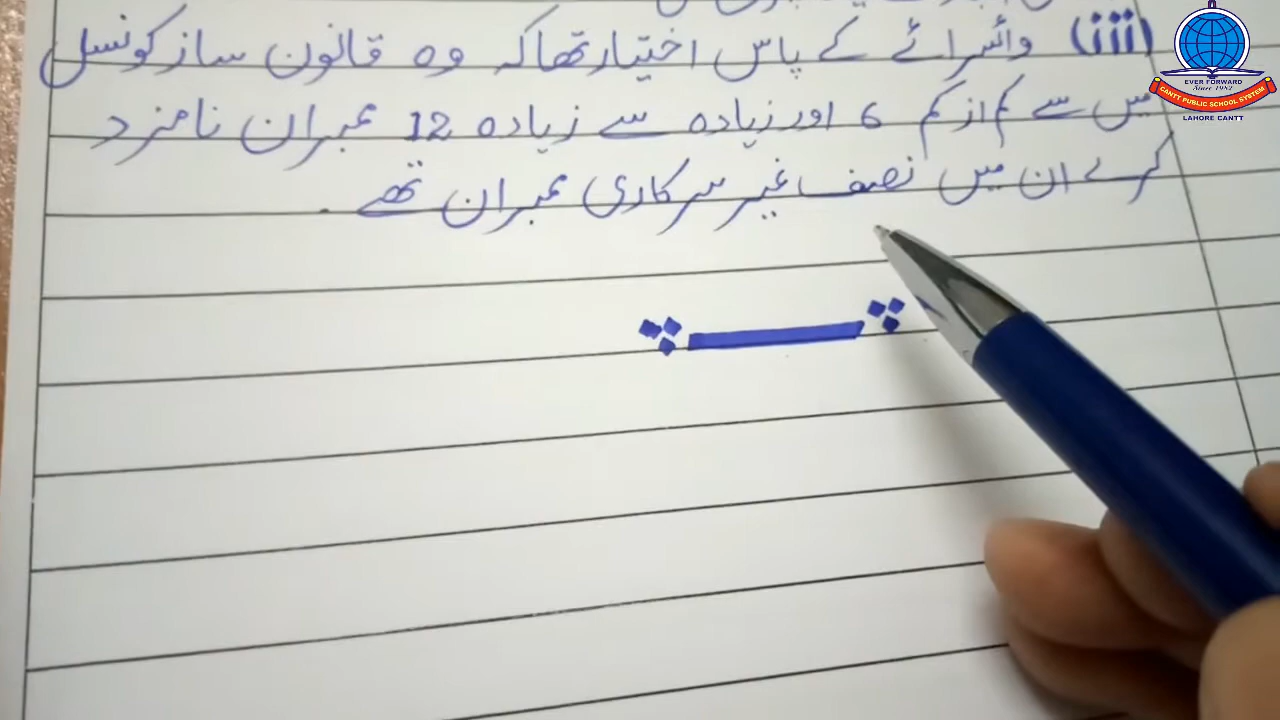 (iii) وائسرائے کے پاس اختیار تھا کہ وہ قانون ساز کونسل
میں سے کم از کم 6 اور زیادہ سے زیادہ 12 ممبران نامزد
کرے ان میں نصف غیر سرکاری ممبران تھے۔
EVER FORWARD
Since 1982
CANTT PUBLIC SCHOOL SYSTEM
LAHORE CANTT